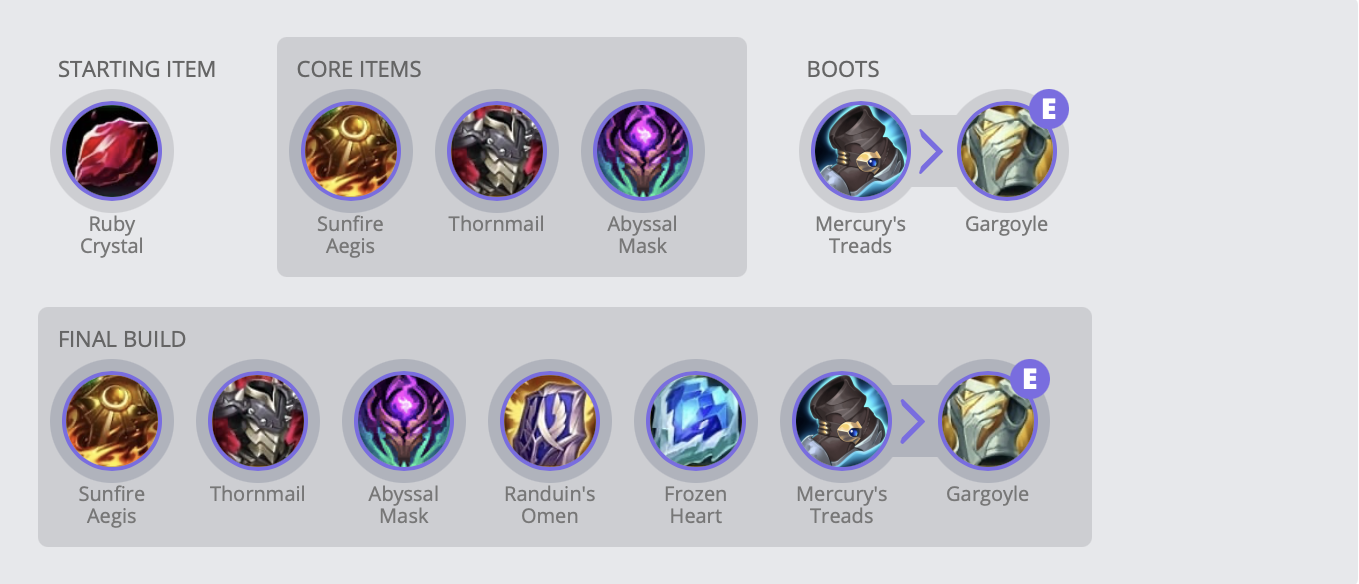 STARTING ITEM
Ruby
Crystal
CORE ITEMS
Sunfire
Aegis
Thornmail
Abyssal
Mask
BOOTS
Mercury's
Treads
E
Gargoyle
FINAL BUILD
Sunfire
Aegis
Thornmail
Abyssal
Mask
Randuin's
Omen
Frozen
Heart
Mercury's
Treads
E
Gargoyle